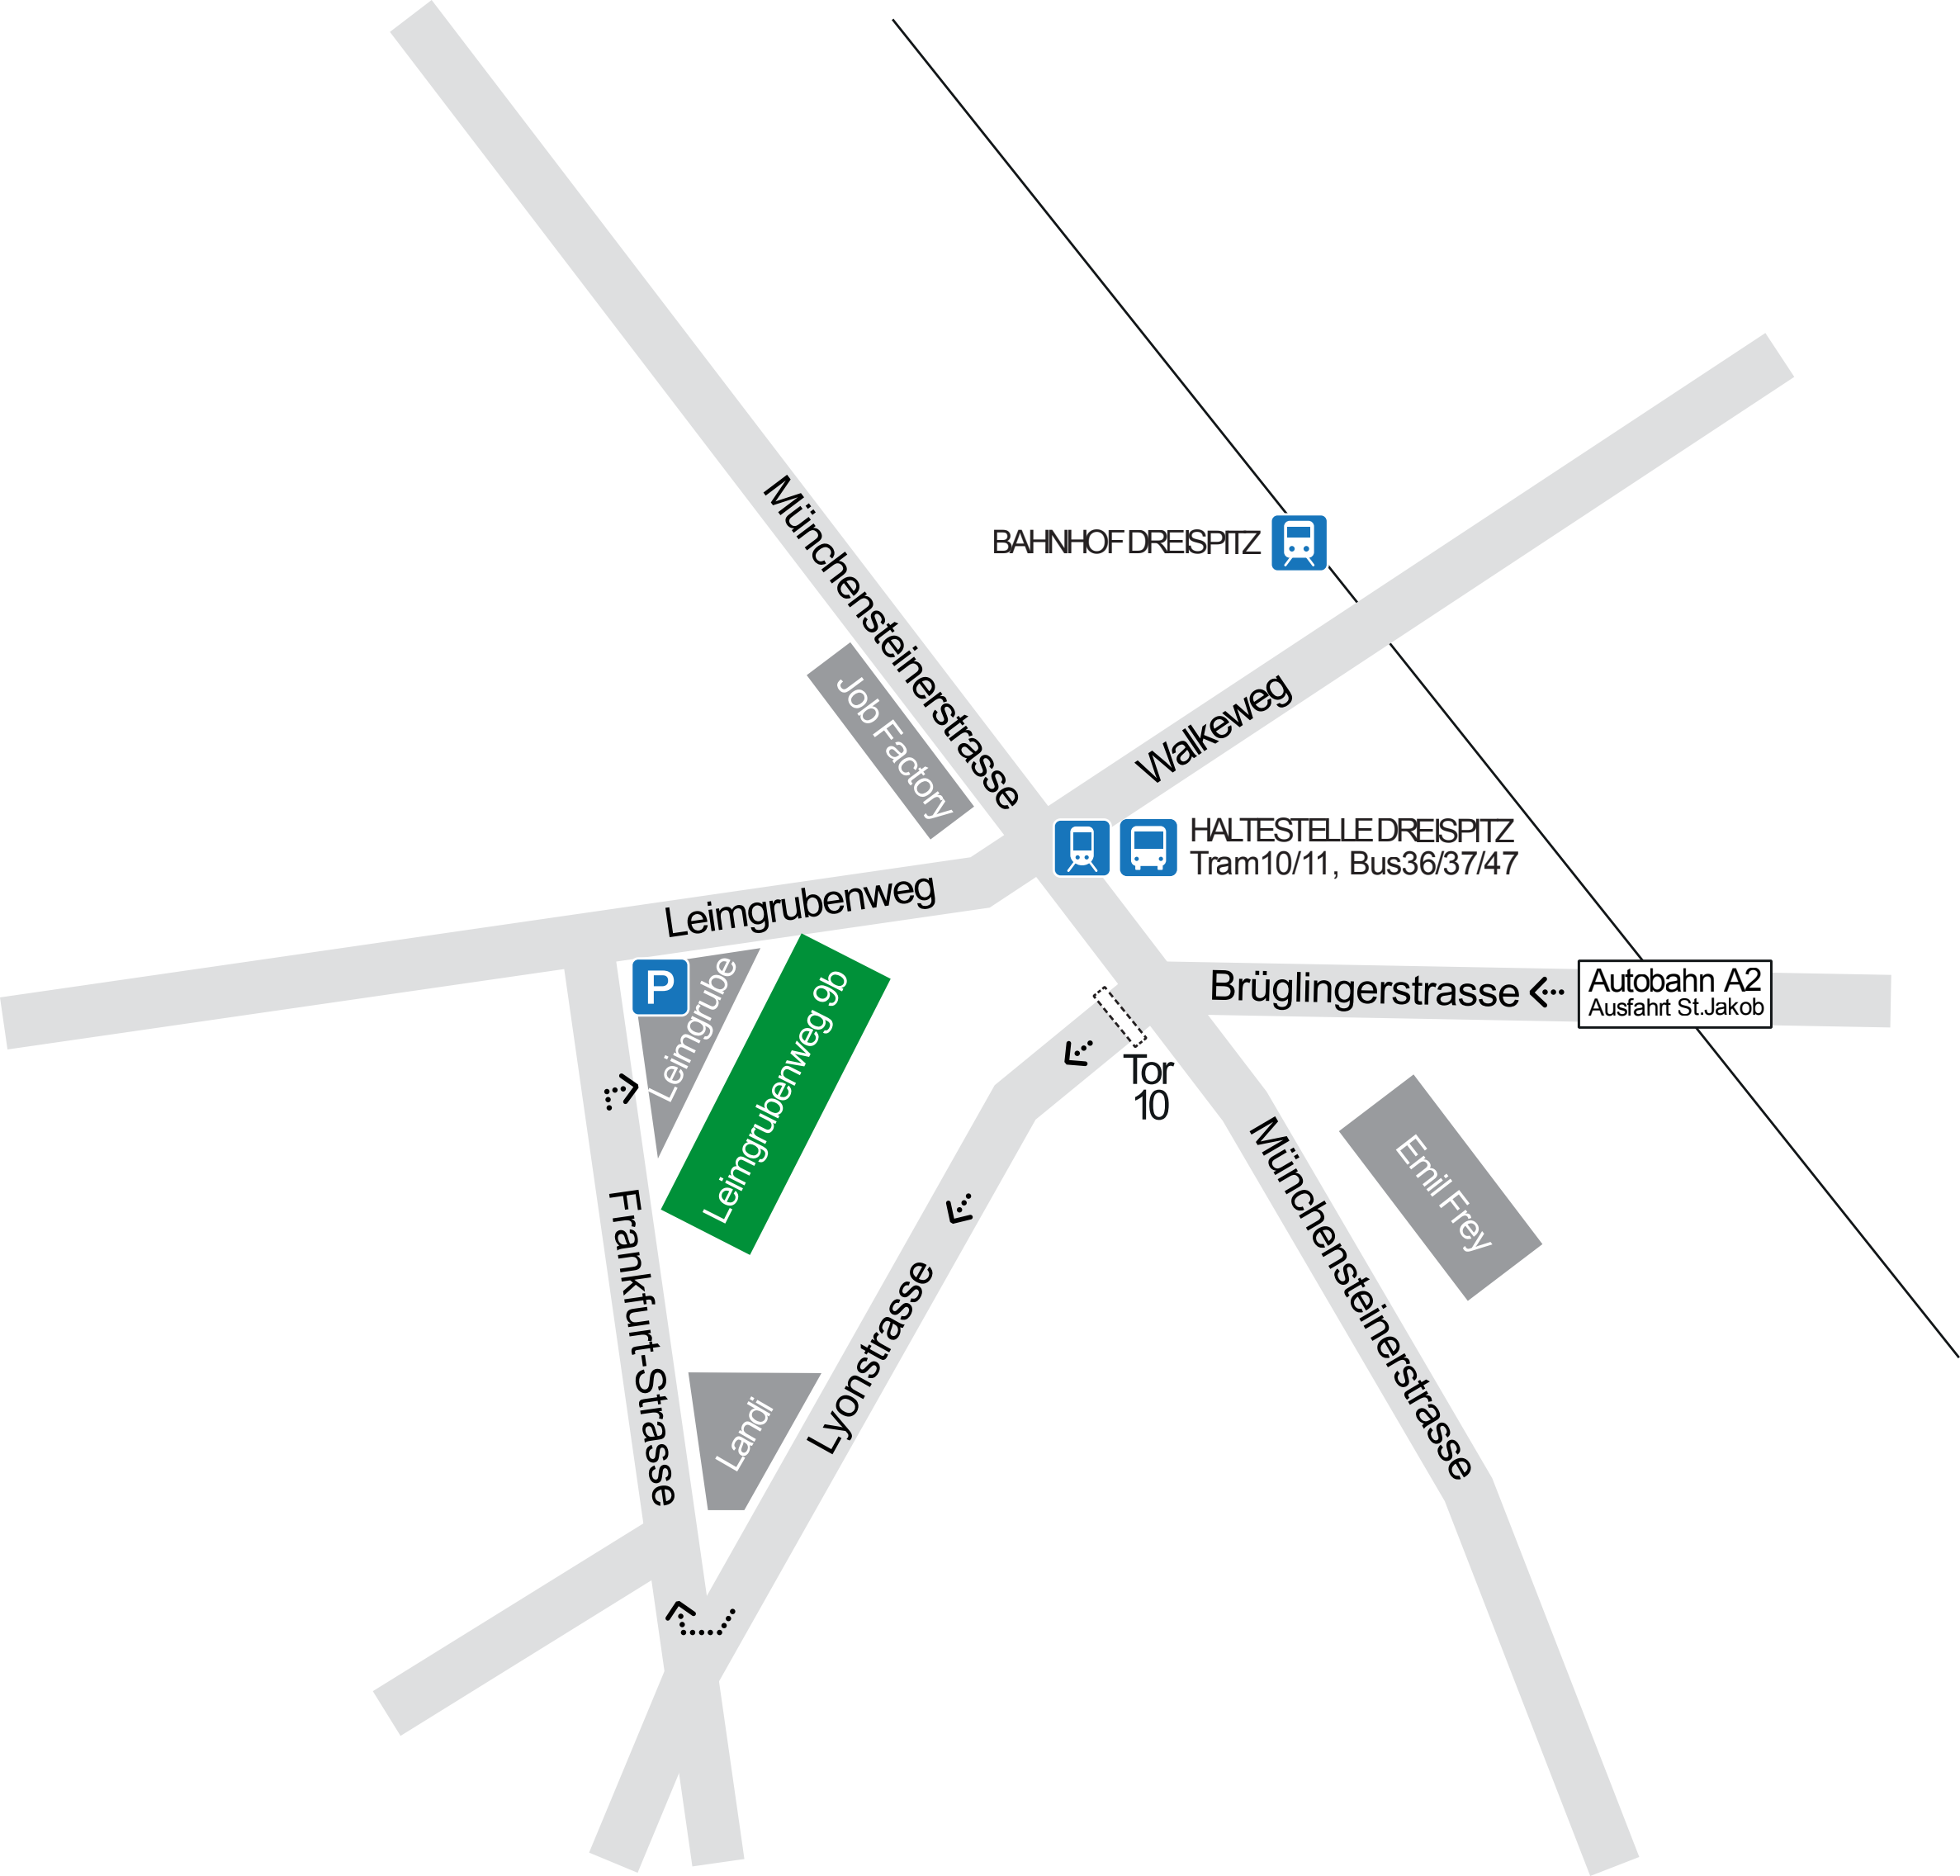 Münchensteinerstrasse
BAHNHOF DREISPITZ
Job Factory
Walkeweg
HALTESTELLE DREISPITZ
Tram10/11, Bus36/37/47
Leimgrubenweg
P
Leimgrube
Leimgrubenweg 9b
Brüglingerstrasse
Autobahn A2
Ausfahrt St.Jakob
Tor
10
Emil Frey
Münchensteinerstrasse
Frankfurt-Strasse
Lyonstrasse
Landi